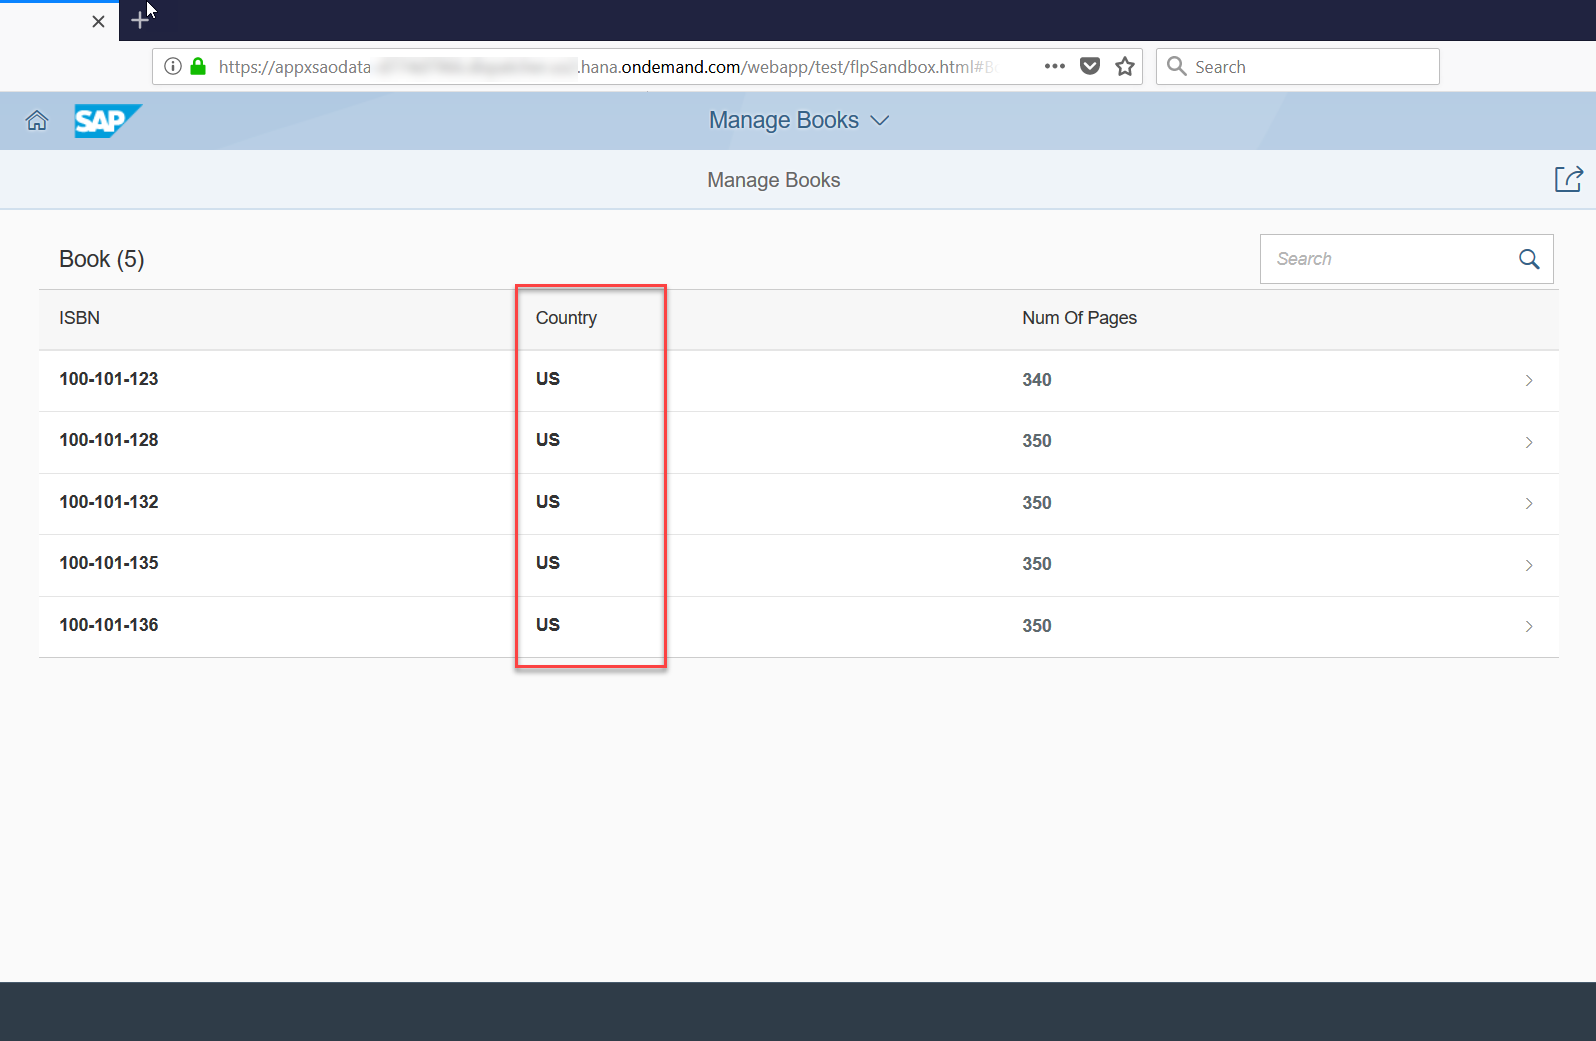 https://appxsaodata .hana.ondemand.com/webapp/test/flpSandbox.html# Search
SAP Manage Books
Manage Books
Book (5) Search
ISBN Country Num Of Pages
100-101-123 US 340
100-101-128 US 350
100-101-132 US 350
100-101-135 US 350
100-101-136 US 350